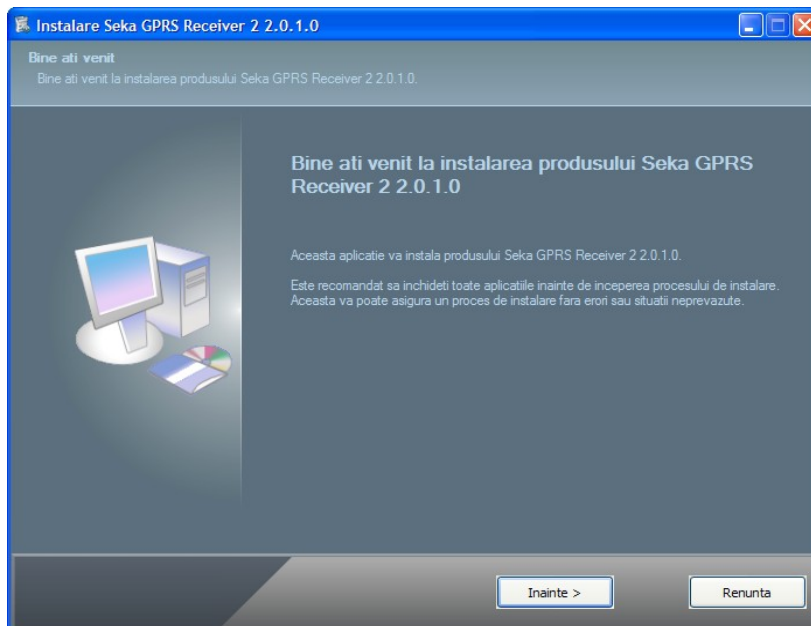 Instalare Seka GPRS Receiver 2 2.0.1.0
Bine ati venit
Bine ati venit la instalarea produsului Seka GPRS Receiver 2 2.0.1.0.
Bine ati venit la instalarea produsului Seka GPRS
Receiver 2 2.0.1.0
Aceasta aplicatie va instala produsului Seka GPRS Receiver 2 2.0.1.0.
Este recomandat sa inchideti toate aplicatiile inainte de inceperea procesului de instalare.
Aceasta va poate asigura un proces de instalare fara erori sau situatii neprevazute.
Inainte >
Renunta